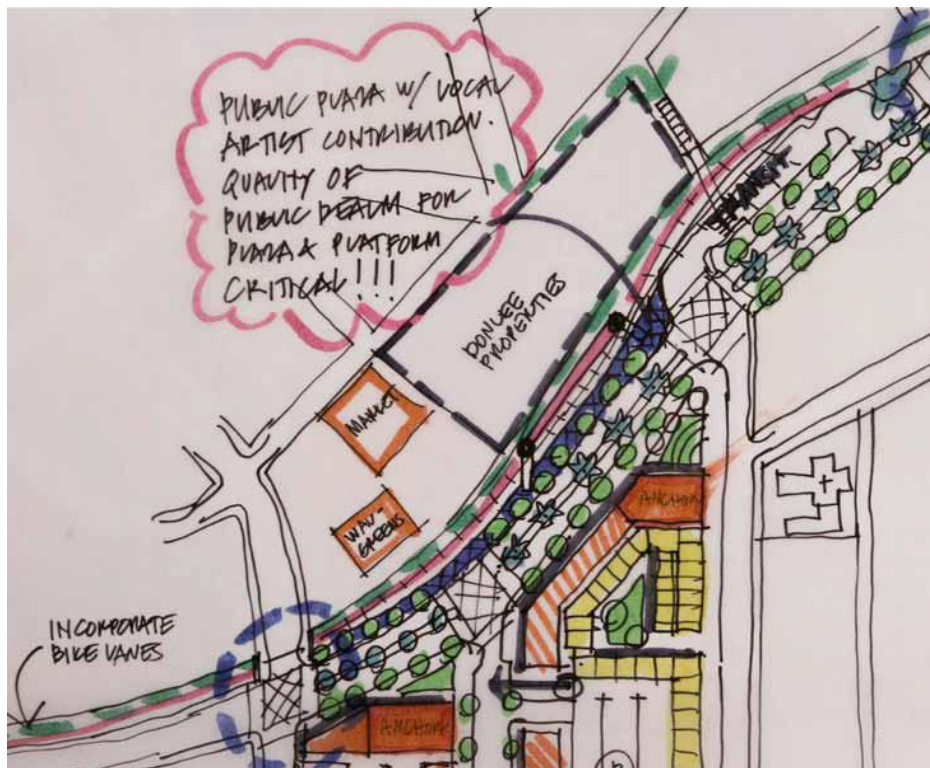 PUBLIC PLAZA W/ LOCAL
ARTIST CONTRIBUTION.
QUALITY OF
PUBLIC REALM FOR
PLAZA & PLATFORM
CRITICAL!!!
TRANSIT
DONLEE
PROPERTIES
MARKET
WAL-
GREENS
ANCHOR
INCORPORATE
BIKE LANES
ANCHOR